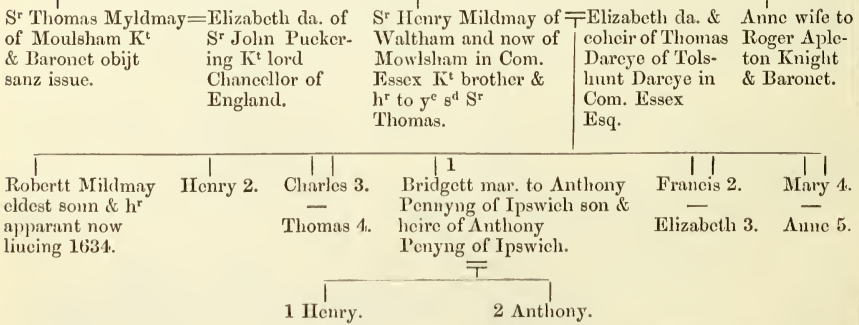 Sʳ Thomas Myldmay=Elizabeth da. of
of Moulsham Kᵗ Sʳ John Pucker-
& Baronet obijt ing Kᵗ lord
sanz issue. Chancellor of
England.
Sʳ Henry Mildmay of
Waltham and now of
Mowlsham in Com.
Essex Kᵗ brother &
hʳ to yᵉ sᵈ Sʳ
Thomas.
Elizabeth da. &
coheir of Thomas
Darcye of Tols-
hunt Darcye in
Com. Essex
Esq.
Anne wife to
Roger Aple-
ton Knight
& Baronet.
Robertt Mildmay
eldest sonn & hʳ
apparant now
liueing 1634.
Henry 2.
Charles 3.
—
Thomas 4.
1
Bridgett mar. to Anthony
Pennyng of Ipswich son &
heire of Anthony
Penyng of Ipswich.
Francis 2.
—
Elizabeth 3.
Mary 4.
—
Anne 5.
1 Henry.
2 Anthony.